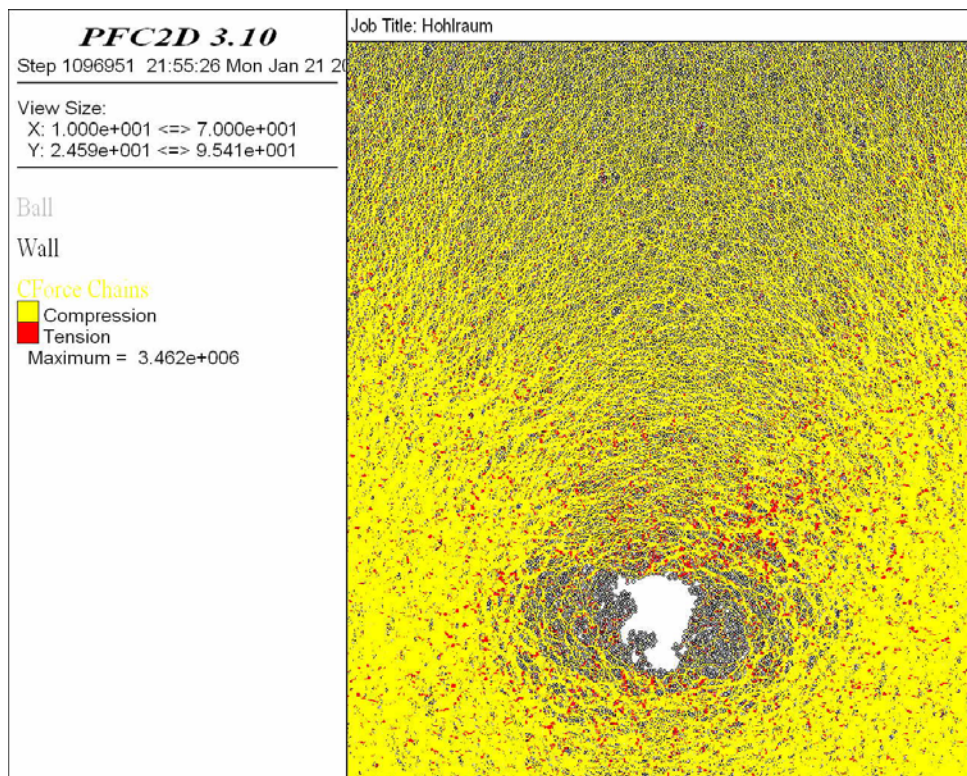 PFC2D 3.10
Step 1096951 21:55:26 Mon Jan 21 20
View Size:
X: 1.000e+001 <=> 7.000e+001
Y: 2.459e+001 <=> 9.541e+001
Ball
Wall
CForce Chains
Compression
Tension
Maximum = 3.462e+006
Job Title: Hohlraum